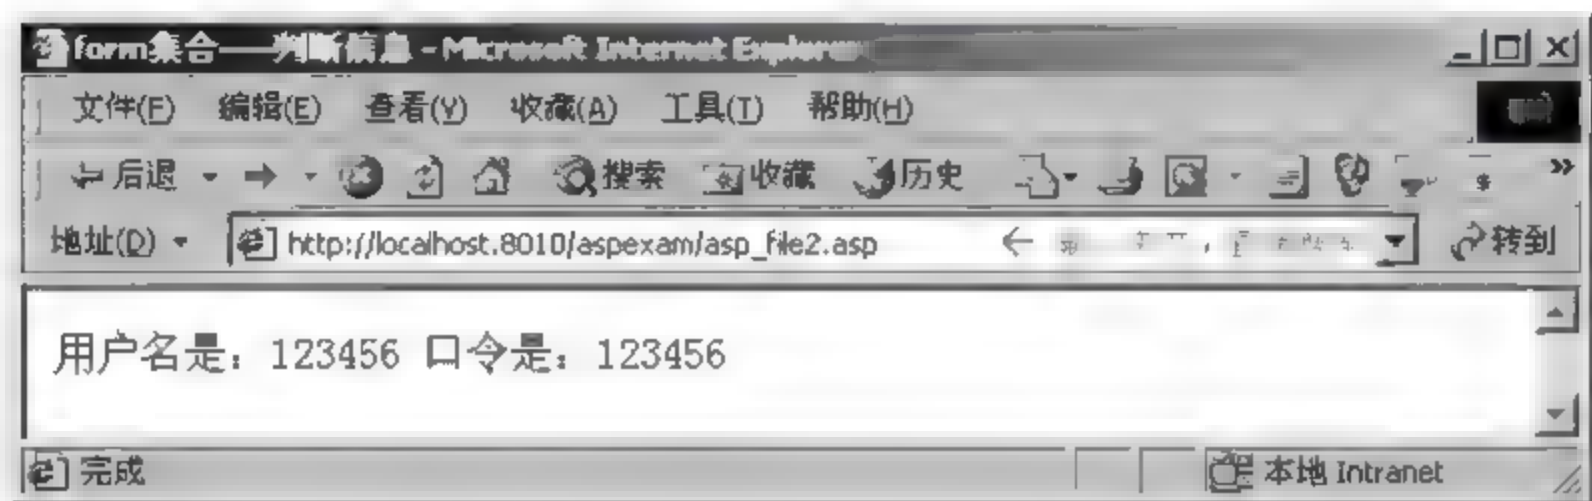 form集合——判断信息 - Microsoft Internet Explorer
文件(F) 编辑(E) 查看(V) 收藏(A) 工具(T) 帮助(H)
后退 搜索 收藏 历史
地址(D) http://localhost.8010/aspexam/asp_file2.asp 转到
用户名是：123456 口令是：123456
完成 本地 Intranet